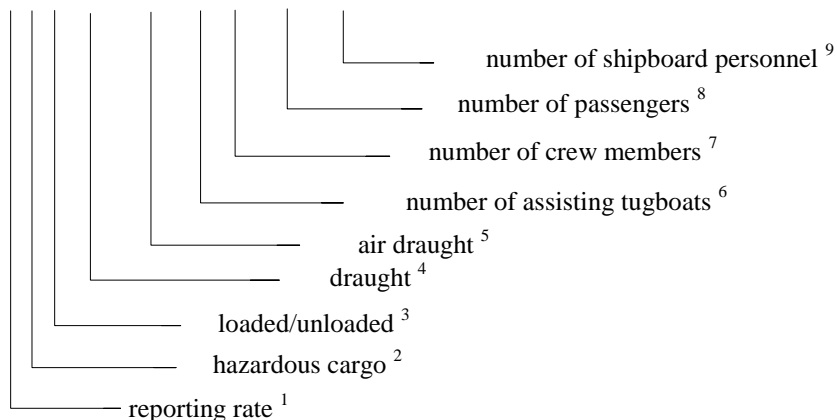 number of shipboard personnel 9
number of passengers 8
number of crew members 7
number of assisting tugboats 6
air draught 5
draught 4
loaded/unloaded 3
hazardous cargo 2
reporting rate 1